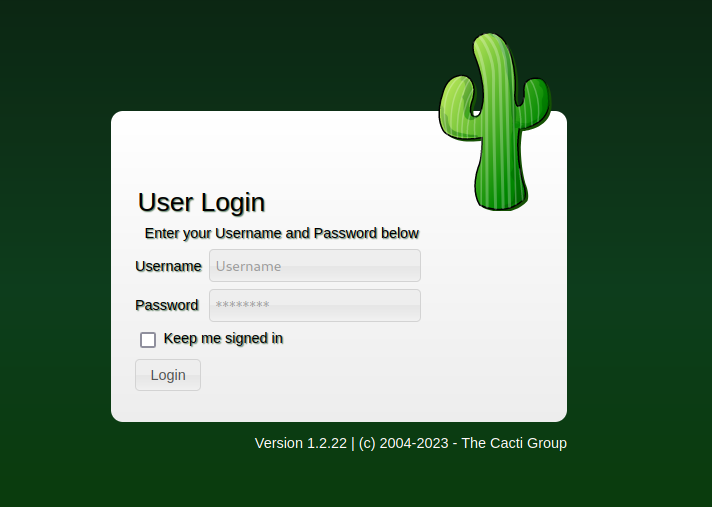 User Login
Enter your Username and Password below
Username Username
Password ********
Keep me signed in
Login
Version 1.2.22 | (c) 2004-2023 - The Cacti Group